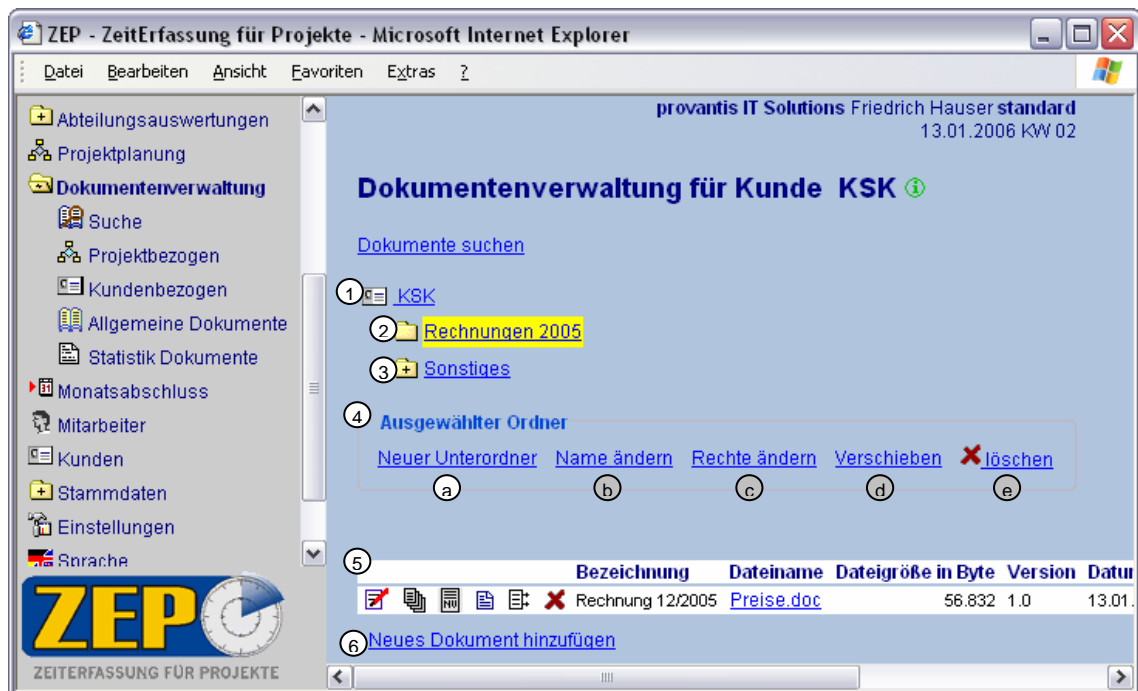 ZEP - ZeitErfassung für Projekte - Microsoft Internet Explorer
Datei Bearbeiten Ansicht Favoriten Extras ?
Abteilungsauswertungen
Projektplanung
Dokumentenverwaltung
Suche
Projektbezogen
Kundenbezogen
Allgemeine Dokumente
Statistik Dokumente
Monatsabschluss
Mitarbeiter
Kunden
Stammdaten
Einstellungen
Sprache
ZEP
ZEITERFASSUNG FÜR PROJEKTE
provantis IT Solutions Friedrich Hauser standard
13.01.2006 KW 02
Dokumentenverwaltung für Kunde KSK
Dokumente suchen
1 KSK
2 Rechnungen 2005
3 Sonstiges
4 Ausgewählter Ordner
Neuer Unterordner Name ändern Rechte ändern Verschieben löschen
a b c d e
5
Bezeichnung Dateiname Dateigröße in Byte Version Datur
NU Rechnung 12/2005 Preise.doc 56.832 1.0 13.01.
6 Neues Dokument hinzufügen